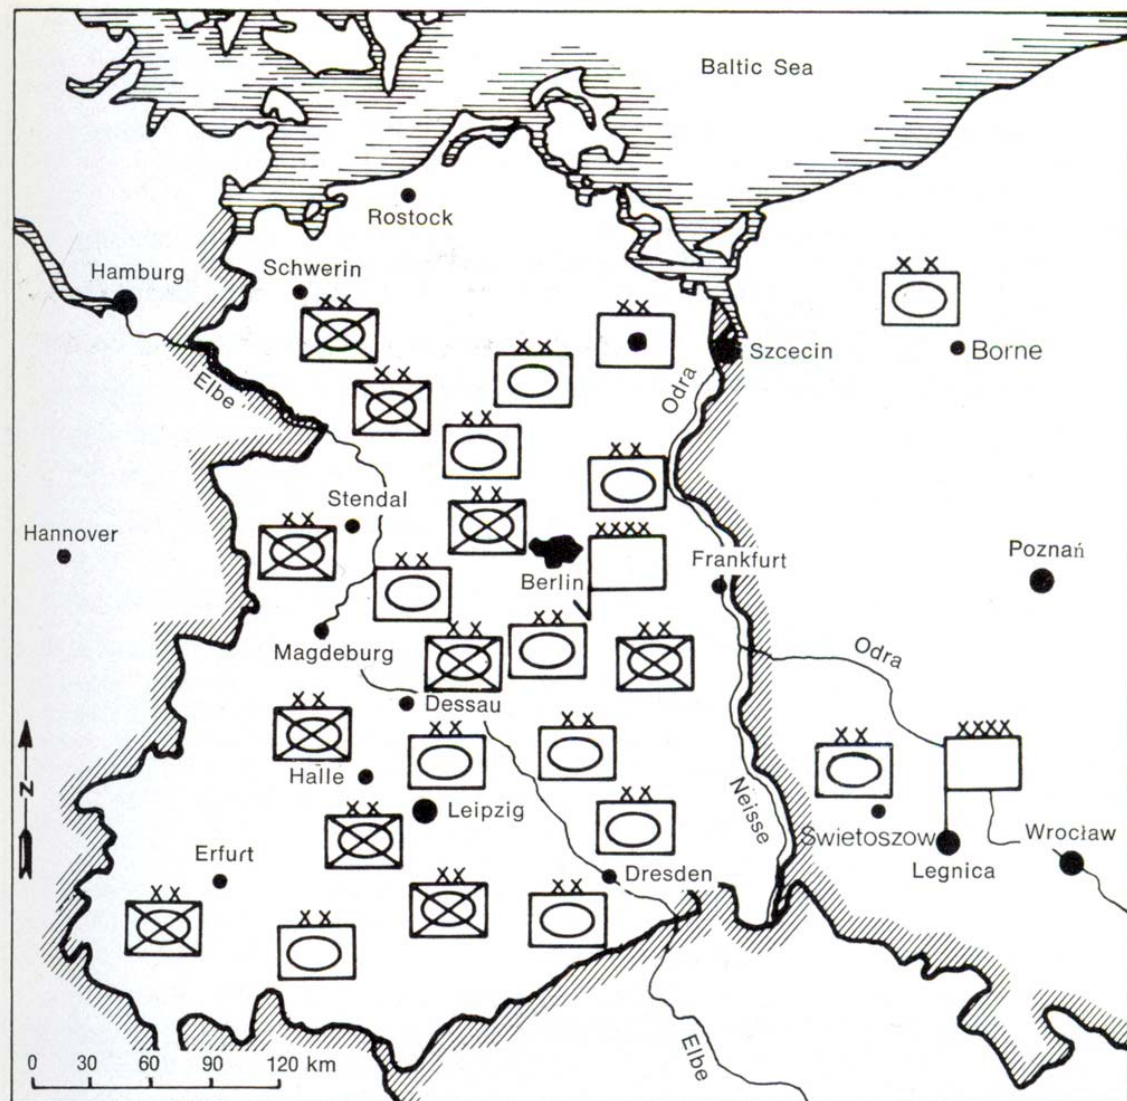 Baltic Sea
Rostock
Hamburg
Schwerin
Borne
Szcecin
Elbe
Odra
Stendal
Hannover
Berlin
Frankfurt
Poznań
Magdeburg
Odra
Dessau
Halle
Leipzig
Neisse
Swietoszow
Wrocław
Legnica
Erfurt
Dresden
N
0 30 60 90 120 km
Elbe